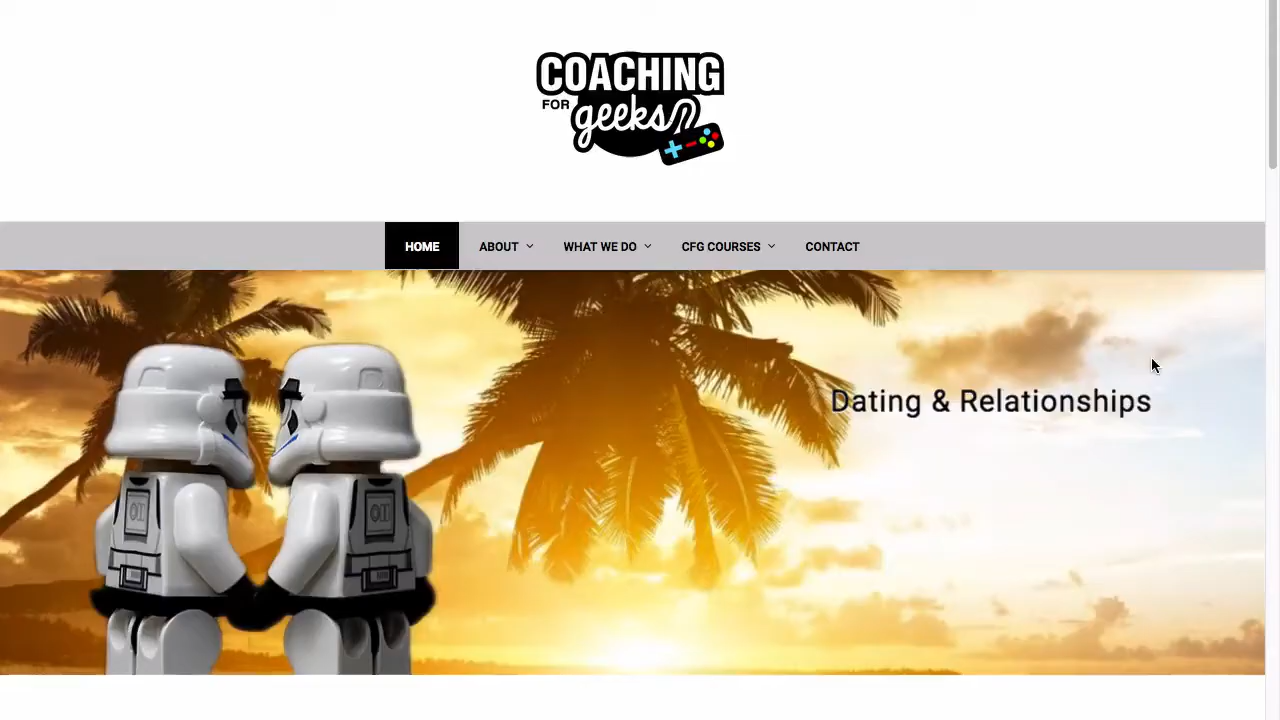 COACHING
FOR geeks
HOME ABOUT WHAT WE DO CFG COURSES CONTACT
Dating & Relationships